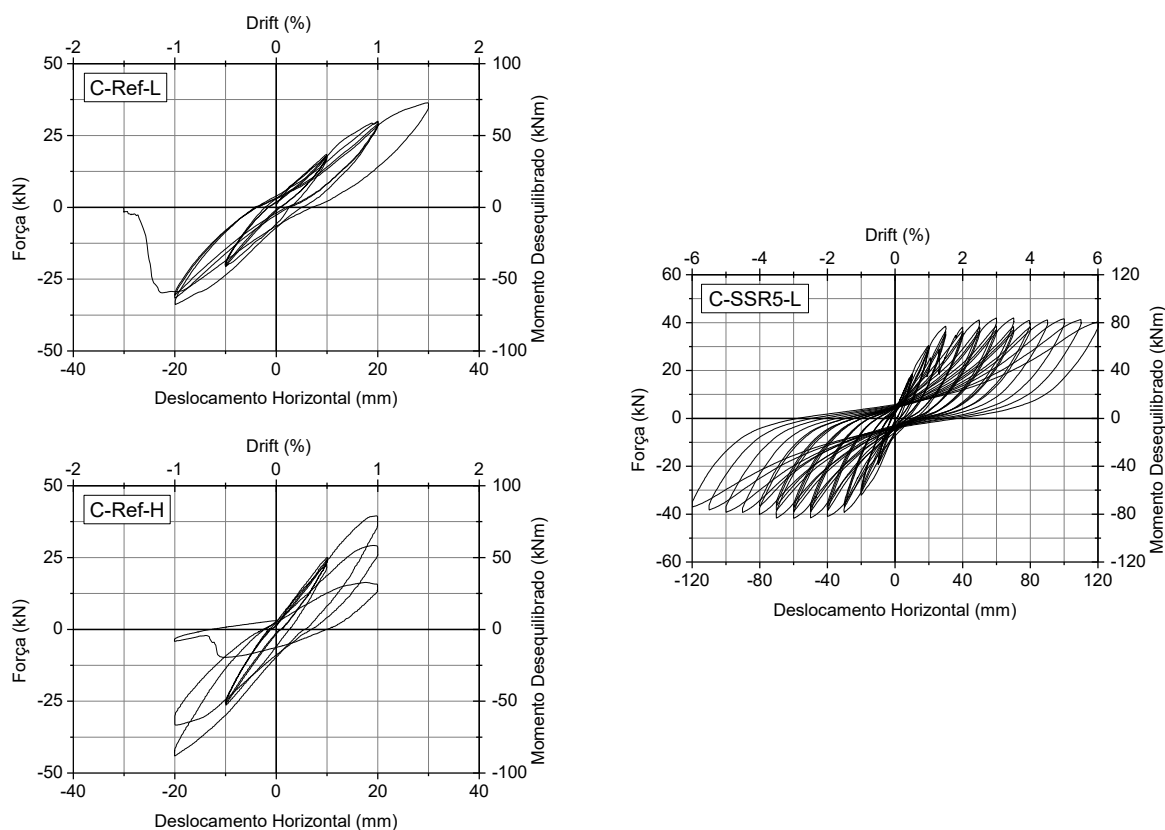 Drift (%)
-2 -1 0 1 2
50 100
C-Ref-L
25 50
0 0
-25 -50
-50 -100
-40 -20 0 20 40
Força (kN)
Momento Desequilibrado (kNm)
Deslocamento Horizontal (mm)
Drift (%)
-2 -1 0 1 2
50 100
C-Ref-H
25 50
0 0
-25 -50
-50 -100
-40 -20 0 20 40
Força (kN)
Momento Desequilibrado (kNm)
Deslocamento Horizontal (mm)
Drift (%)
-6 -4 -2 0 2 4 6
60 120
C-SSR5-L
40 80
20 40
0 0
-20 -40
-40 -80
-60 -120
-120 -80 -40 0 40 80 120
Força (kN)
Momento Desequilibrado (kNm)
Deslocamento Horizontal (mm)